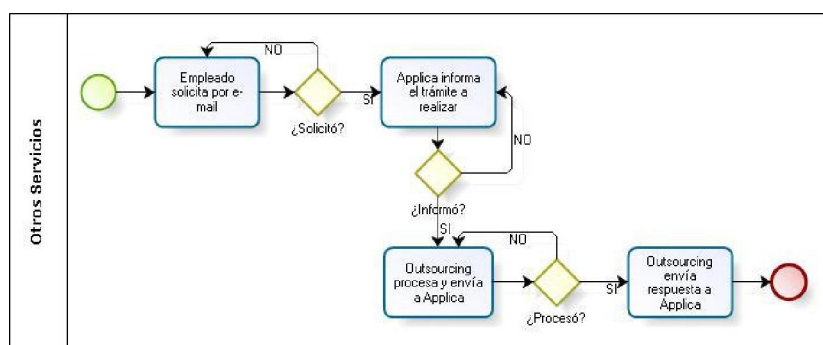 Otros Servicios
NO
Empleado
solicita por e-
mail
¿Solicitó?
SI
Applica informa
el trámite a
realizar
NO
¿Informó?
SI
NO
Outsourcing
procesa y envía
a Applica
¿Procesó?
SI
Outsourcing
envía
respuesta a
Applica